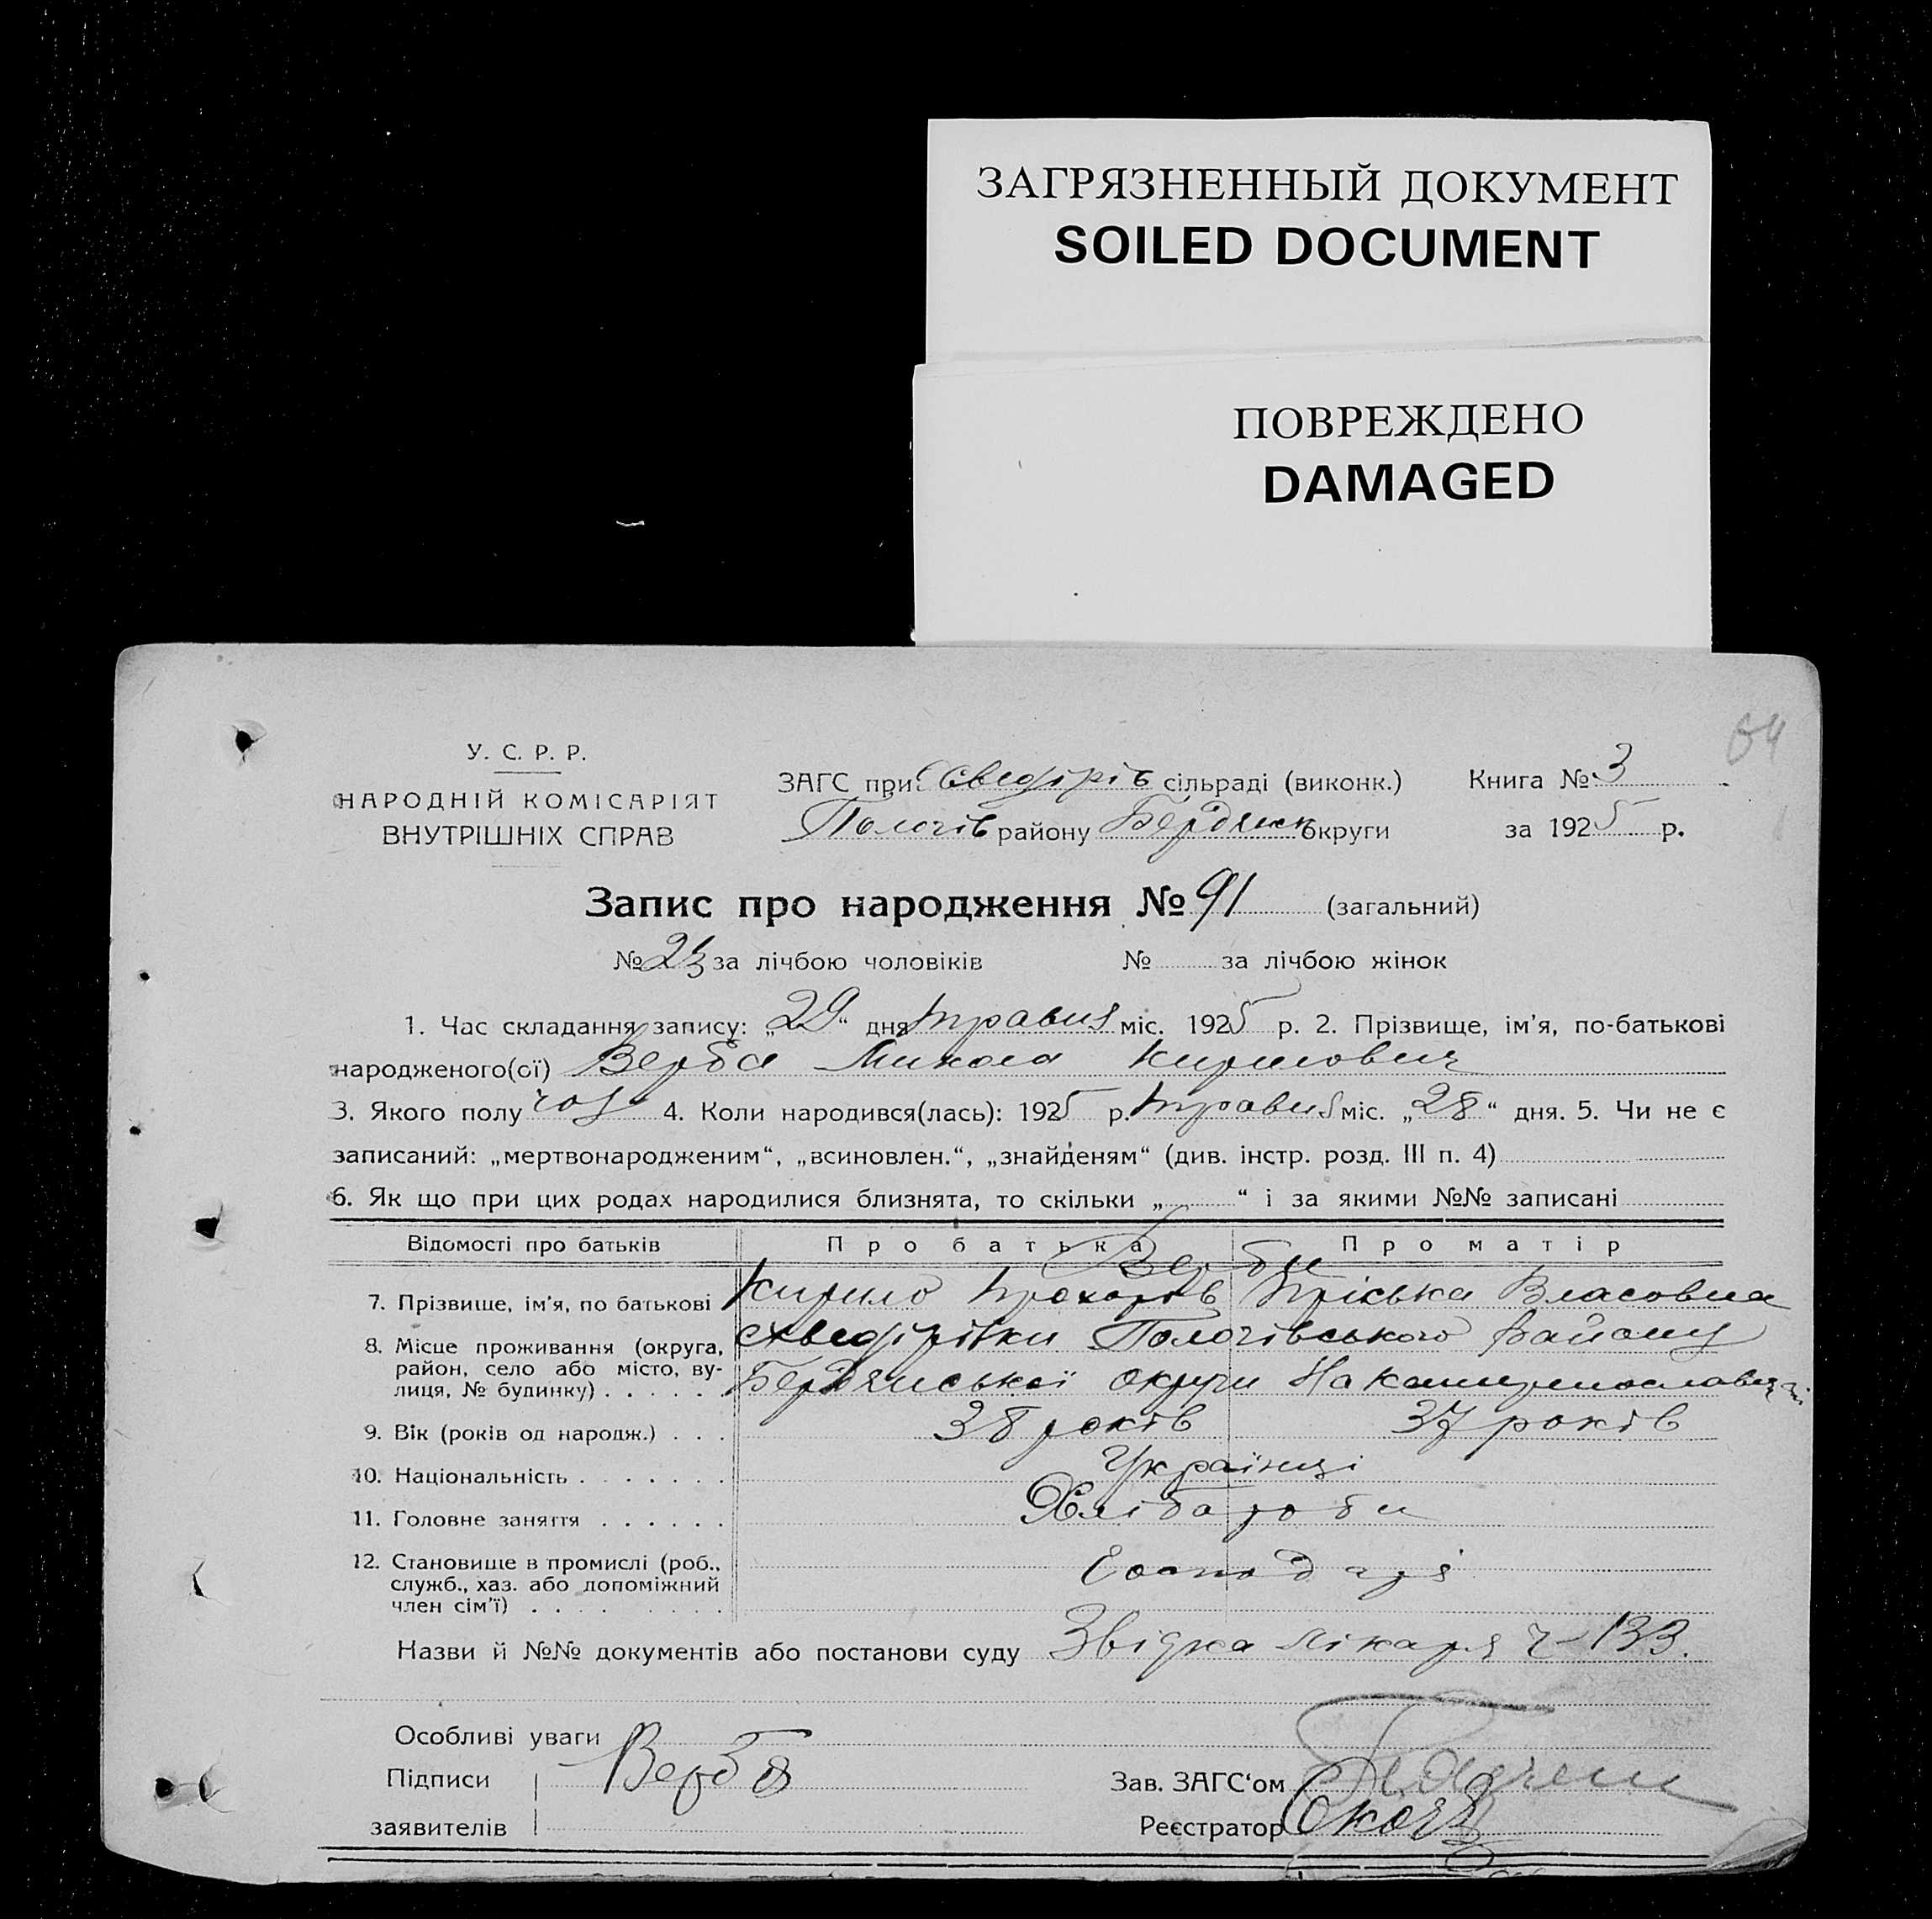 ЗАГРЯЗНЕННЫЙ ДОКУМЕНТ
SOILED DOCUMENT
ПОВРЕЖДЕНО
DAMAGED
64
У. С. Р. Р.
НАРОДНІЙ КОМІСАРІЯТ
ВНУТРІШНІХ СПРАВ
ЗАГС при сільраді (виконк.)
Пологів району Бердянськ округи
Книга № 3
за 1925 р.
Запис про народження № 91 (загальний)
№ за лічбою чоловіків № за лічбою жінок
1. Час складання запису: „29“ дня травня міс. 1925 р. 2. Прізвище, ім'я, по-батькові
народженого(ої) Верба Микола Кирилович
3. Якого полу чол 4. Коли народився(лась): 1925 р. травня міс. „28“ дня. 5. Чи не є
записаний: „мертвонародженим“, „всиновлен.“, „знайденям“ (див. інстр. розд. III п. 4)
6. Як що при цих родах народилися близнята, то скільки „ “ і за якими №№ записані
Відомості про батьків Про батька Про матір
Верби
7. Прізвище, ім'я, по батькові Кирило Прохорів Пріська Власовна
8. Місце проживання (округа, район, село або місто, вулиця, № будинку) Пологівського району
Бердянської округи На
9. Вік (років од народж.) 38 років 37 років
10. Національність Українці
11. Головне заняття Хлібороби
12. Становище в промислі (роб., служб., хаз. або допоміжний член сім'ї) Господарі
Назви й №№ документів або постанови суду Звідка лікаря ч–133.
Особливі уваги
Підписи Верба
Зав. ЗАГС'ом
заявителів
Реєстратор